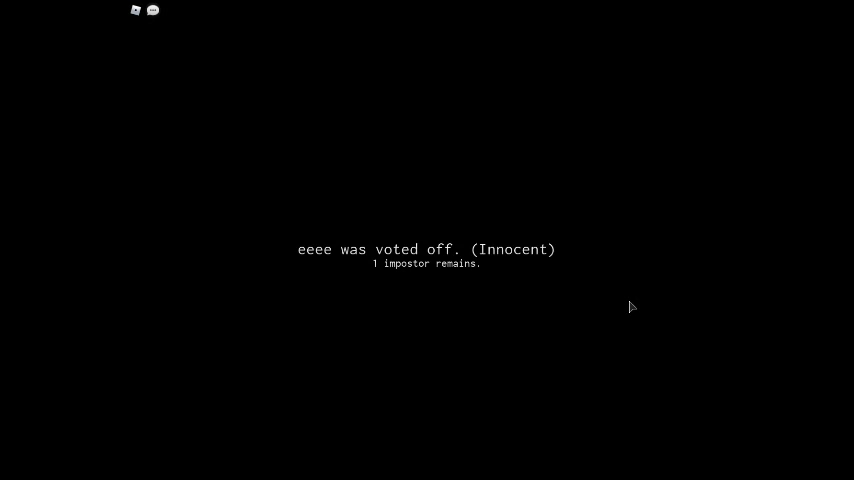 eeee was voted off. (Innocent)
1 impostor remains.